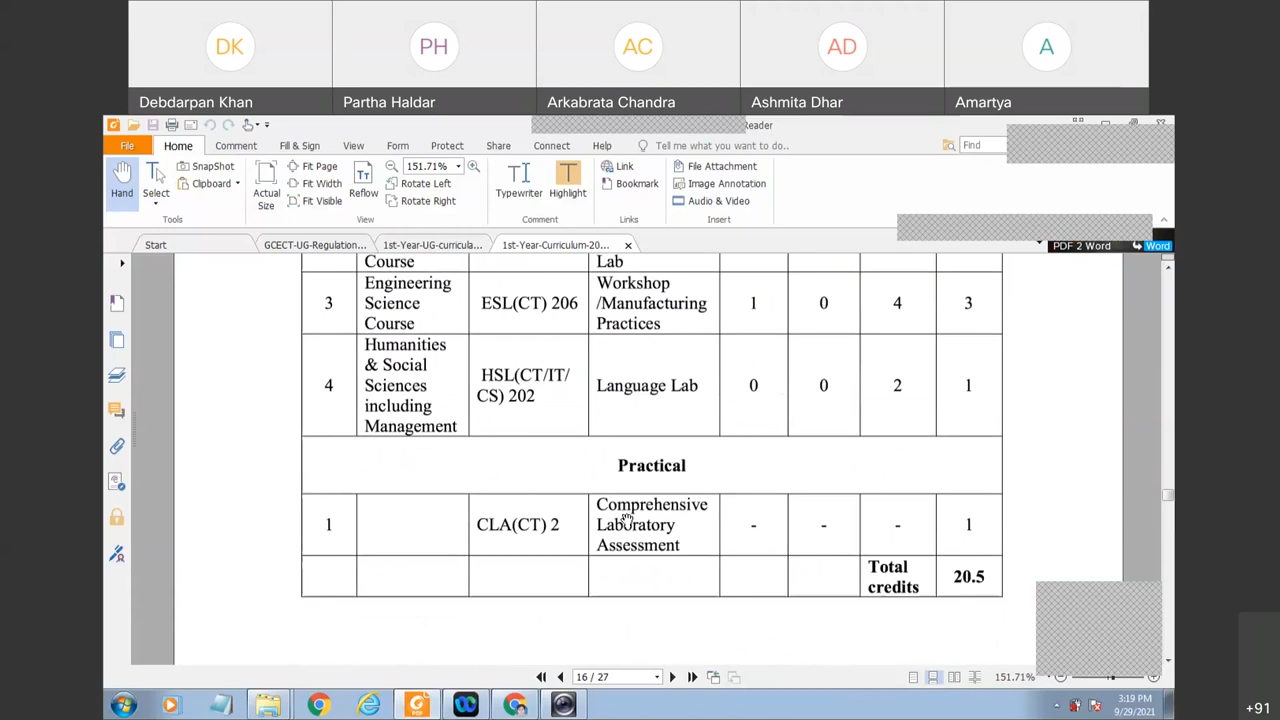 DK
PH
AC
AD
A
Debdarpan Khan
Partha Haldar
Arkabrata Chandra
Ashmita Dhar
Amartya
Reader
File
Home
Comment
Fill & Sign
View
Form
Protect
Share
Connect
Help
Tell me what you want to do..
Find
Hand
Select
SnapShot
Clipboard
Tools
Actual Size
Fit Page
Fit Width
Fit Visible
Reflow
151.71%
Rotate Left
Rotate Right
View
Typewriter
Highlight
Comment
Link
Bookmark
Links
File Attachment
Image Annotation
Audio & Video
Insert
Start
GCECT-UG-Regulation...
1st-Year-UG-curricula...
1st-Year-Curriculum-20...
PDF 2 Word
Word
Course
Lab
3
Engineering
Science
Course
ESL(CT) 206
Workshop
/Manufacturing
Practices
1
0
4
3
4
Humanities
& Social
Sciences
including
Management
HSL(CT/IT/
CS) 202
Language Lab
0
0
2
1
Practical
1
CLA(CT) 2
Comprehensive
Laboratory
Assessment
-
-
-
1
Total
credits
20.5
16 / 27
151.71%
3:19 PM
9/29/2021
+91